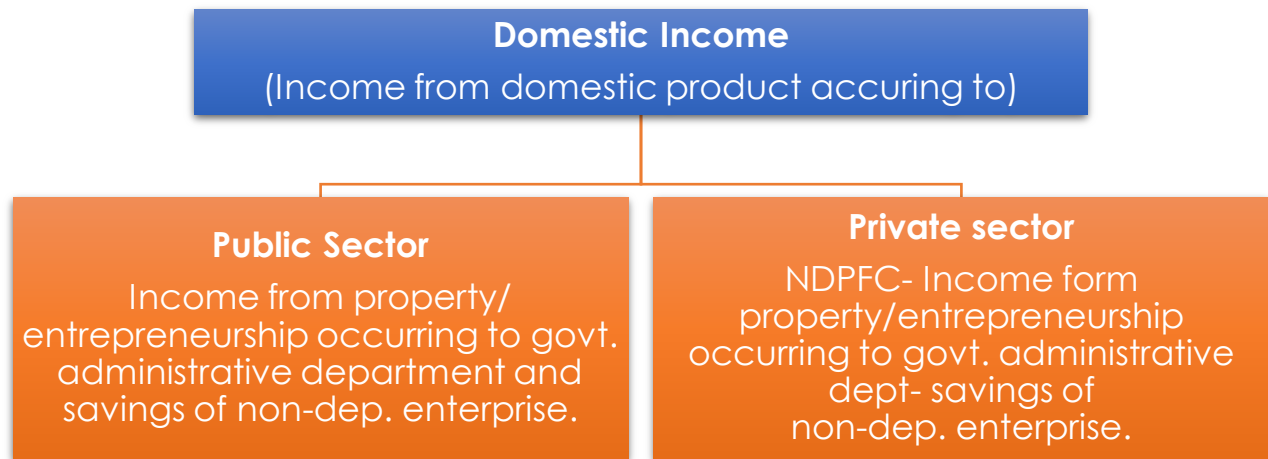 Domestic Income
(Income from domestic product accuring to)
Public Sector
Income from property/
entrepreneurship occurring to govt.
administrative department and
savings of non-dep. enterprise.
Private sector
NDPFC- Income form
property/entrepreneurship
occurring to govt. administrative
dept- savings of
non-dep. enterprise.